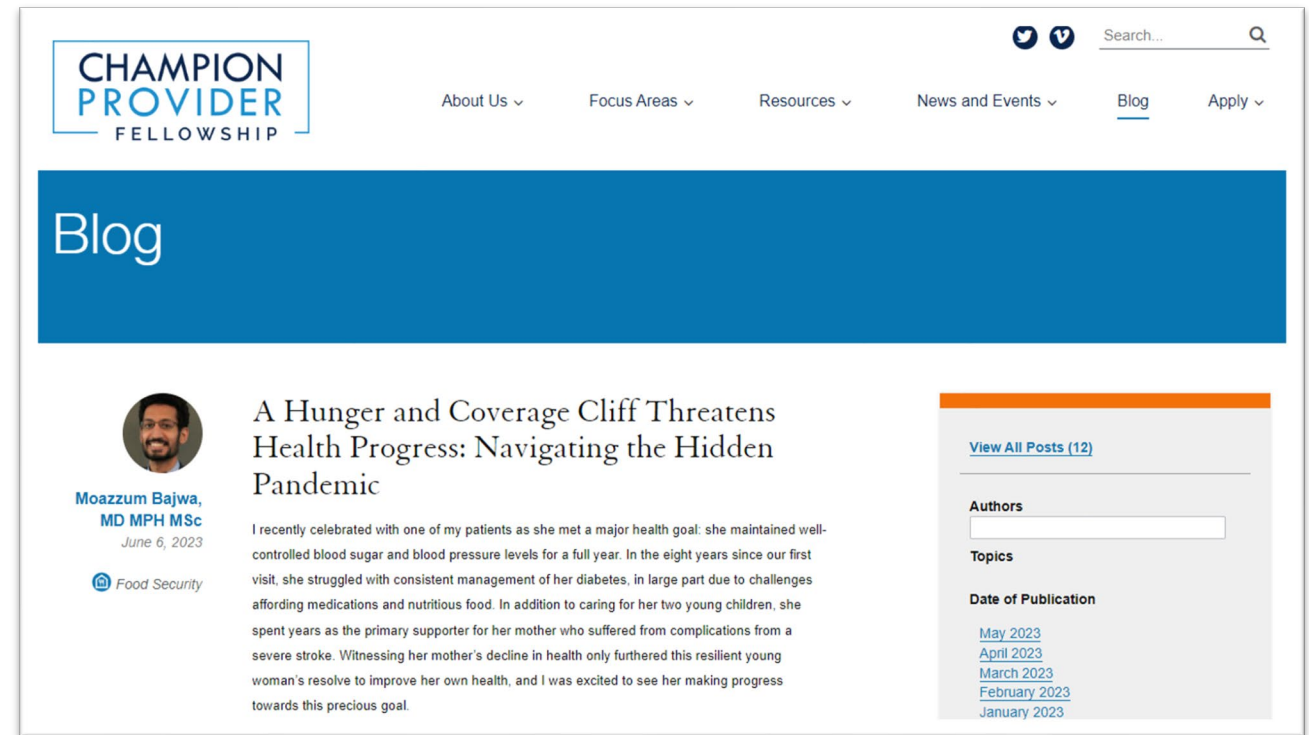 Search...
CHAMPION
PROVIDER
FELLOWSHIP
About Us
Focus Areas
Resources
News and Events
Blog
Apply
Blog
Moazzum Bajwa,
MD MPH MSc
June 6, 2023
Food Security
A Hunger and Coverage Cliff Threatens
Health Progress: Navigating the Hidden
Pandemic
I recently celebrated with one of my patients as she met a major health goal: she maintained well-
controlled blood sugar and blood pressure levels for a full year. In the eight years since our first
visit, she struggled with consistent management of her diabetes, in large part due to challenges
affording medications and nutritious food. In addition to caring for her two young children, she
spent years as the primary supporter for her mother who suffered from complications from a
severe stroke. Witnessing her mother's decline in health only furthered this resilient young
woman's resolve to improve her own health, and I was excited to see her making progress
towards this precious goal.
View All Posts (12)
Authors
Topics
Date of Publication
May 2023
April 2023
March 2023
February 2023
January 2023